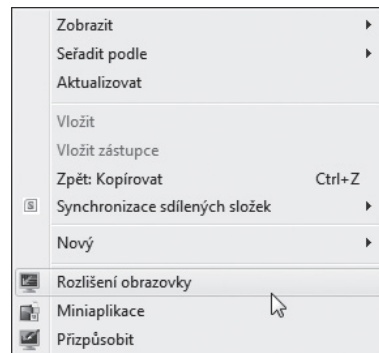 Zobrazit
Seřadit podle
Aktualizovat
Vložit
Vložit zástupce
Zpět: Kopírovat Ctrl+Z
S Synchronizace sdílených složek
Nový
Rozlišení obrazovky
Miniaplikace
Přizpůsobit